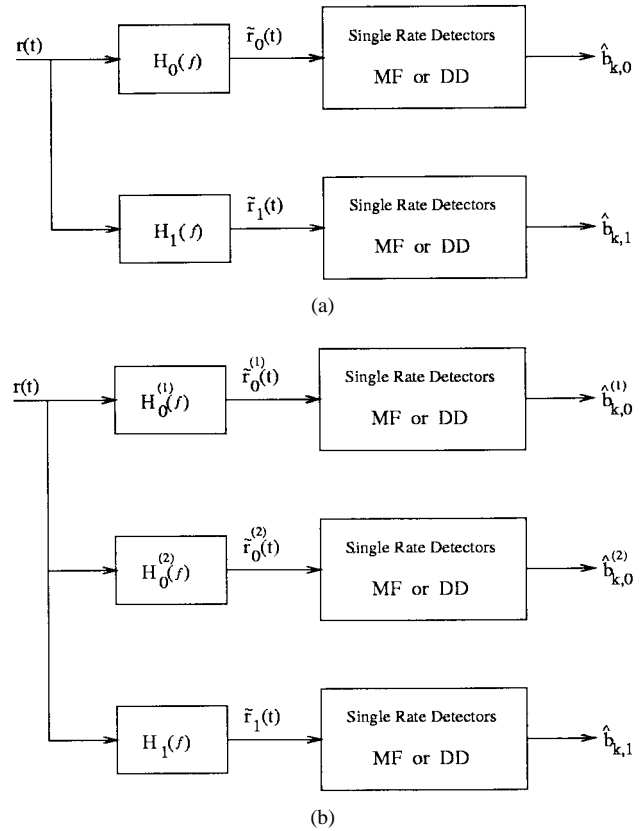 r(t)
H₀(f)
r̃₀(t)
Single Rate Detectors
MF or DD
b̂ₖ,₀
H₁(f)
r̃₁(t)
Single Rate Detectors
MF or DD
b̂ₖ,₁
(a)
r(t)
H₀⁽¹⁾(f)
r̃₀⁽¹⁾(t)
Single Rate Detectors
MF or DD
b̂ₖ,₀⁽¹⁾
H₀⁽²⁾(f)
r̃₀⁽²⁾(t)
Single Rate Detectors
MF or DD
b̂ₖ,₀⁽²⁾
H₁(f)
r̃₁(t)
Single Rate Detectors
MF or DD
b̂ₖ,₁
(b)